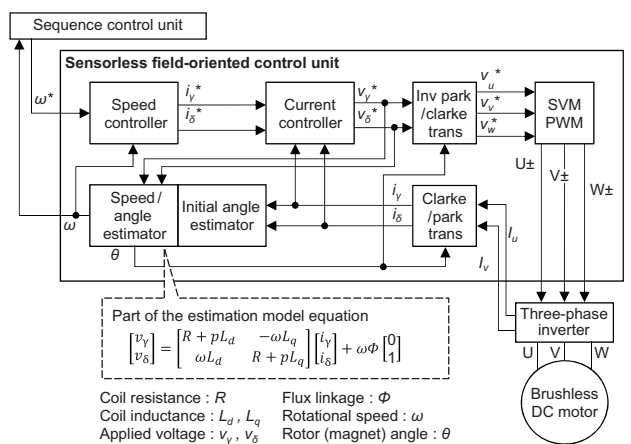 Sequence control unit
Sensorless field-oriented control unit
ω*
Speed controller
iγ*
iδ*
Current controller
vγ*
vδ*
Inv park /clarke trans
vu*
vv*
vw*
SVM PWM
U±
V±
W±
ω
Speed/ angle estimator
Initial angle estimator
iγ
iδ
Clarke /park trans
Iu
Iv
θ
Three-phase inverter
U V W
Brushless DC motor
Part of the estimation model equation
[vγ vδ] = [R + pLd −ωLq ωLd R + pLq] [iγ iδ] + ωΦ [0 1]
Coil resistance : R Flux linkage : Φ
Coil inductance : Ld , Lq Rotational speed : ω
Applied voltage : vγ , vδ Rotor (magnet) angle : θ